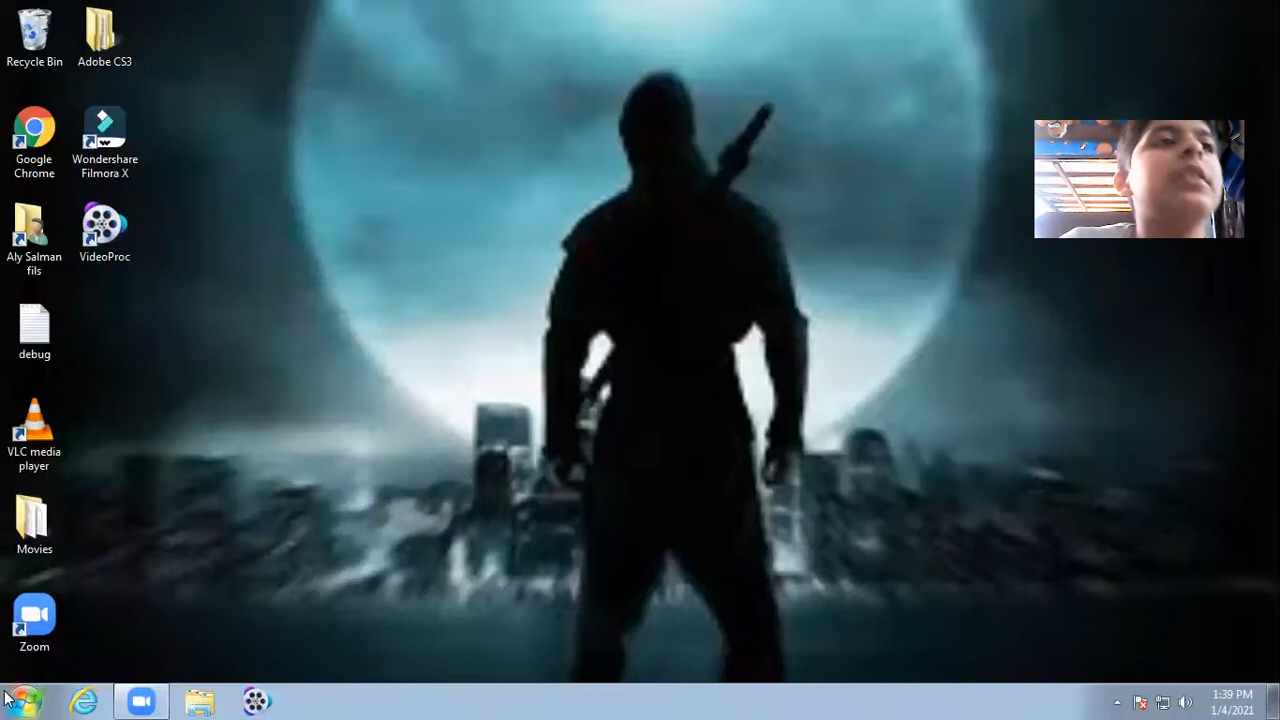 Recycle Bin
Adobe CS3
Google
Chrome
Wondershare
Filmora X
Aly Salman
fils
VideoProc
debug
VLC media
player
Movies
Zoom
1:39 PM
1/4/2021